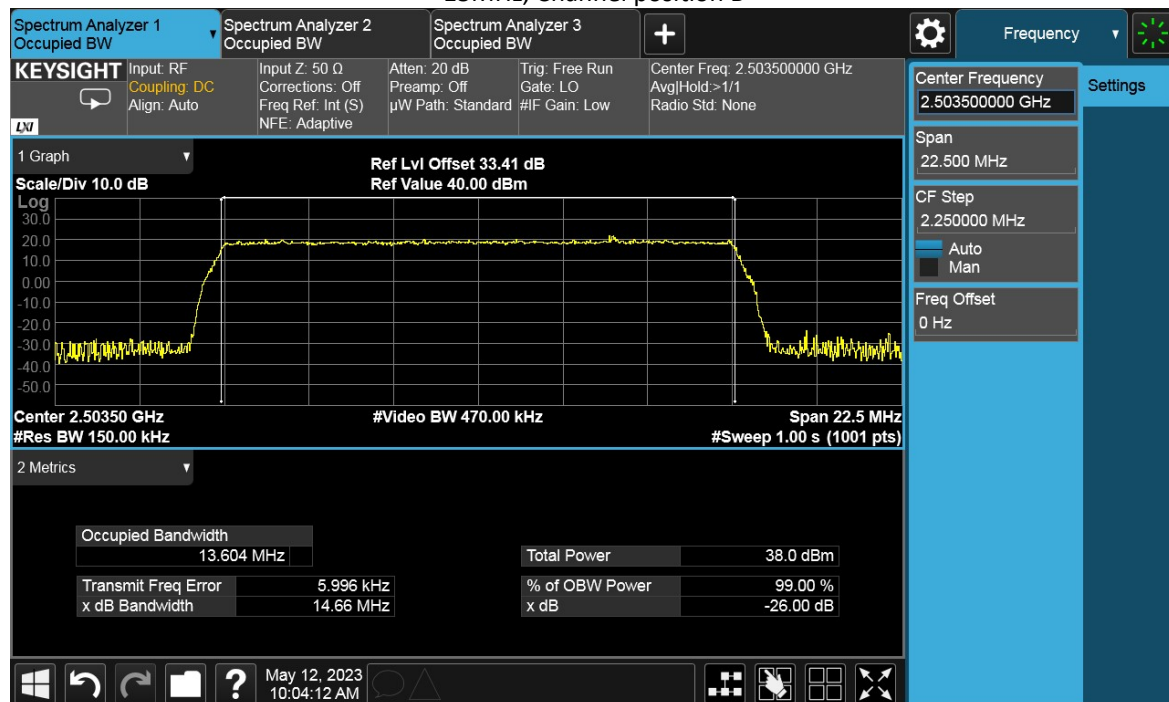 Spectrum Analyzer 1
Occupied BW
Spectrum Analyzer 2
Occupied BW
Spectrum Analyzer 3
Occupied BW
+
Frequency
KEYSIGHT
LXI
Input: RF
Coupling: DC
Align: Auto
Input Z: 50 Ω
Corrections: Off
Freq Ref: Int (S)
NFE: Adaptive
Atten: 20 dB
Preamp: Off
µW Path: Standard
Trig: Free Run
Gate: LO
#IF Gain: Low
Center Freq: 2.503500000 GHz
Avg|Hold:>1/1
Radio Std: None
Center Frequency
2.503500000 GHz
Settings
Span
22.500 MHz
CF Step
2.250000 MHz
Auto
Man
Freq Offset
0 Hz
1 Graph
Scale/Div 10.0 dB
Ref Lvl Offset 33.41 dB
Ref Value 40.00 dBm
Log
30.0
20.0
10.0
0.00
-10.0
-20.0
-30.0
-40.0
-50.0
Center 2.50350 GHz
#Video BW 470.00 kHz
Span 22.5 MHz
#Res BW 150.00 kHz
#Sweep 1.00 s (1001 pts)
2 Metrics
Occupied Bandwidth
13.604 MHz
Total Power 38.0 dBm
Transmit Freq Error 5.996 kHz
% of OBW Power 99.00 %
x dB Bandwidth 14.66 MHz
x dB -26.00 dB
?
May 12, 2023
10:04:12 AM